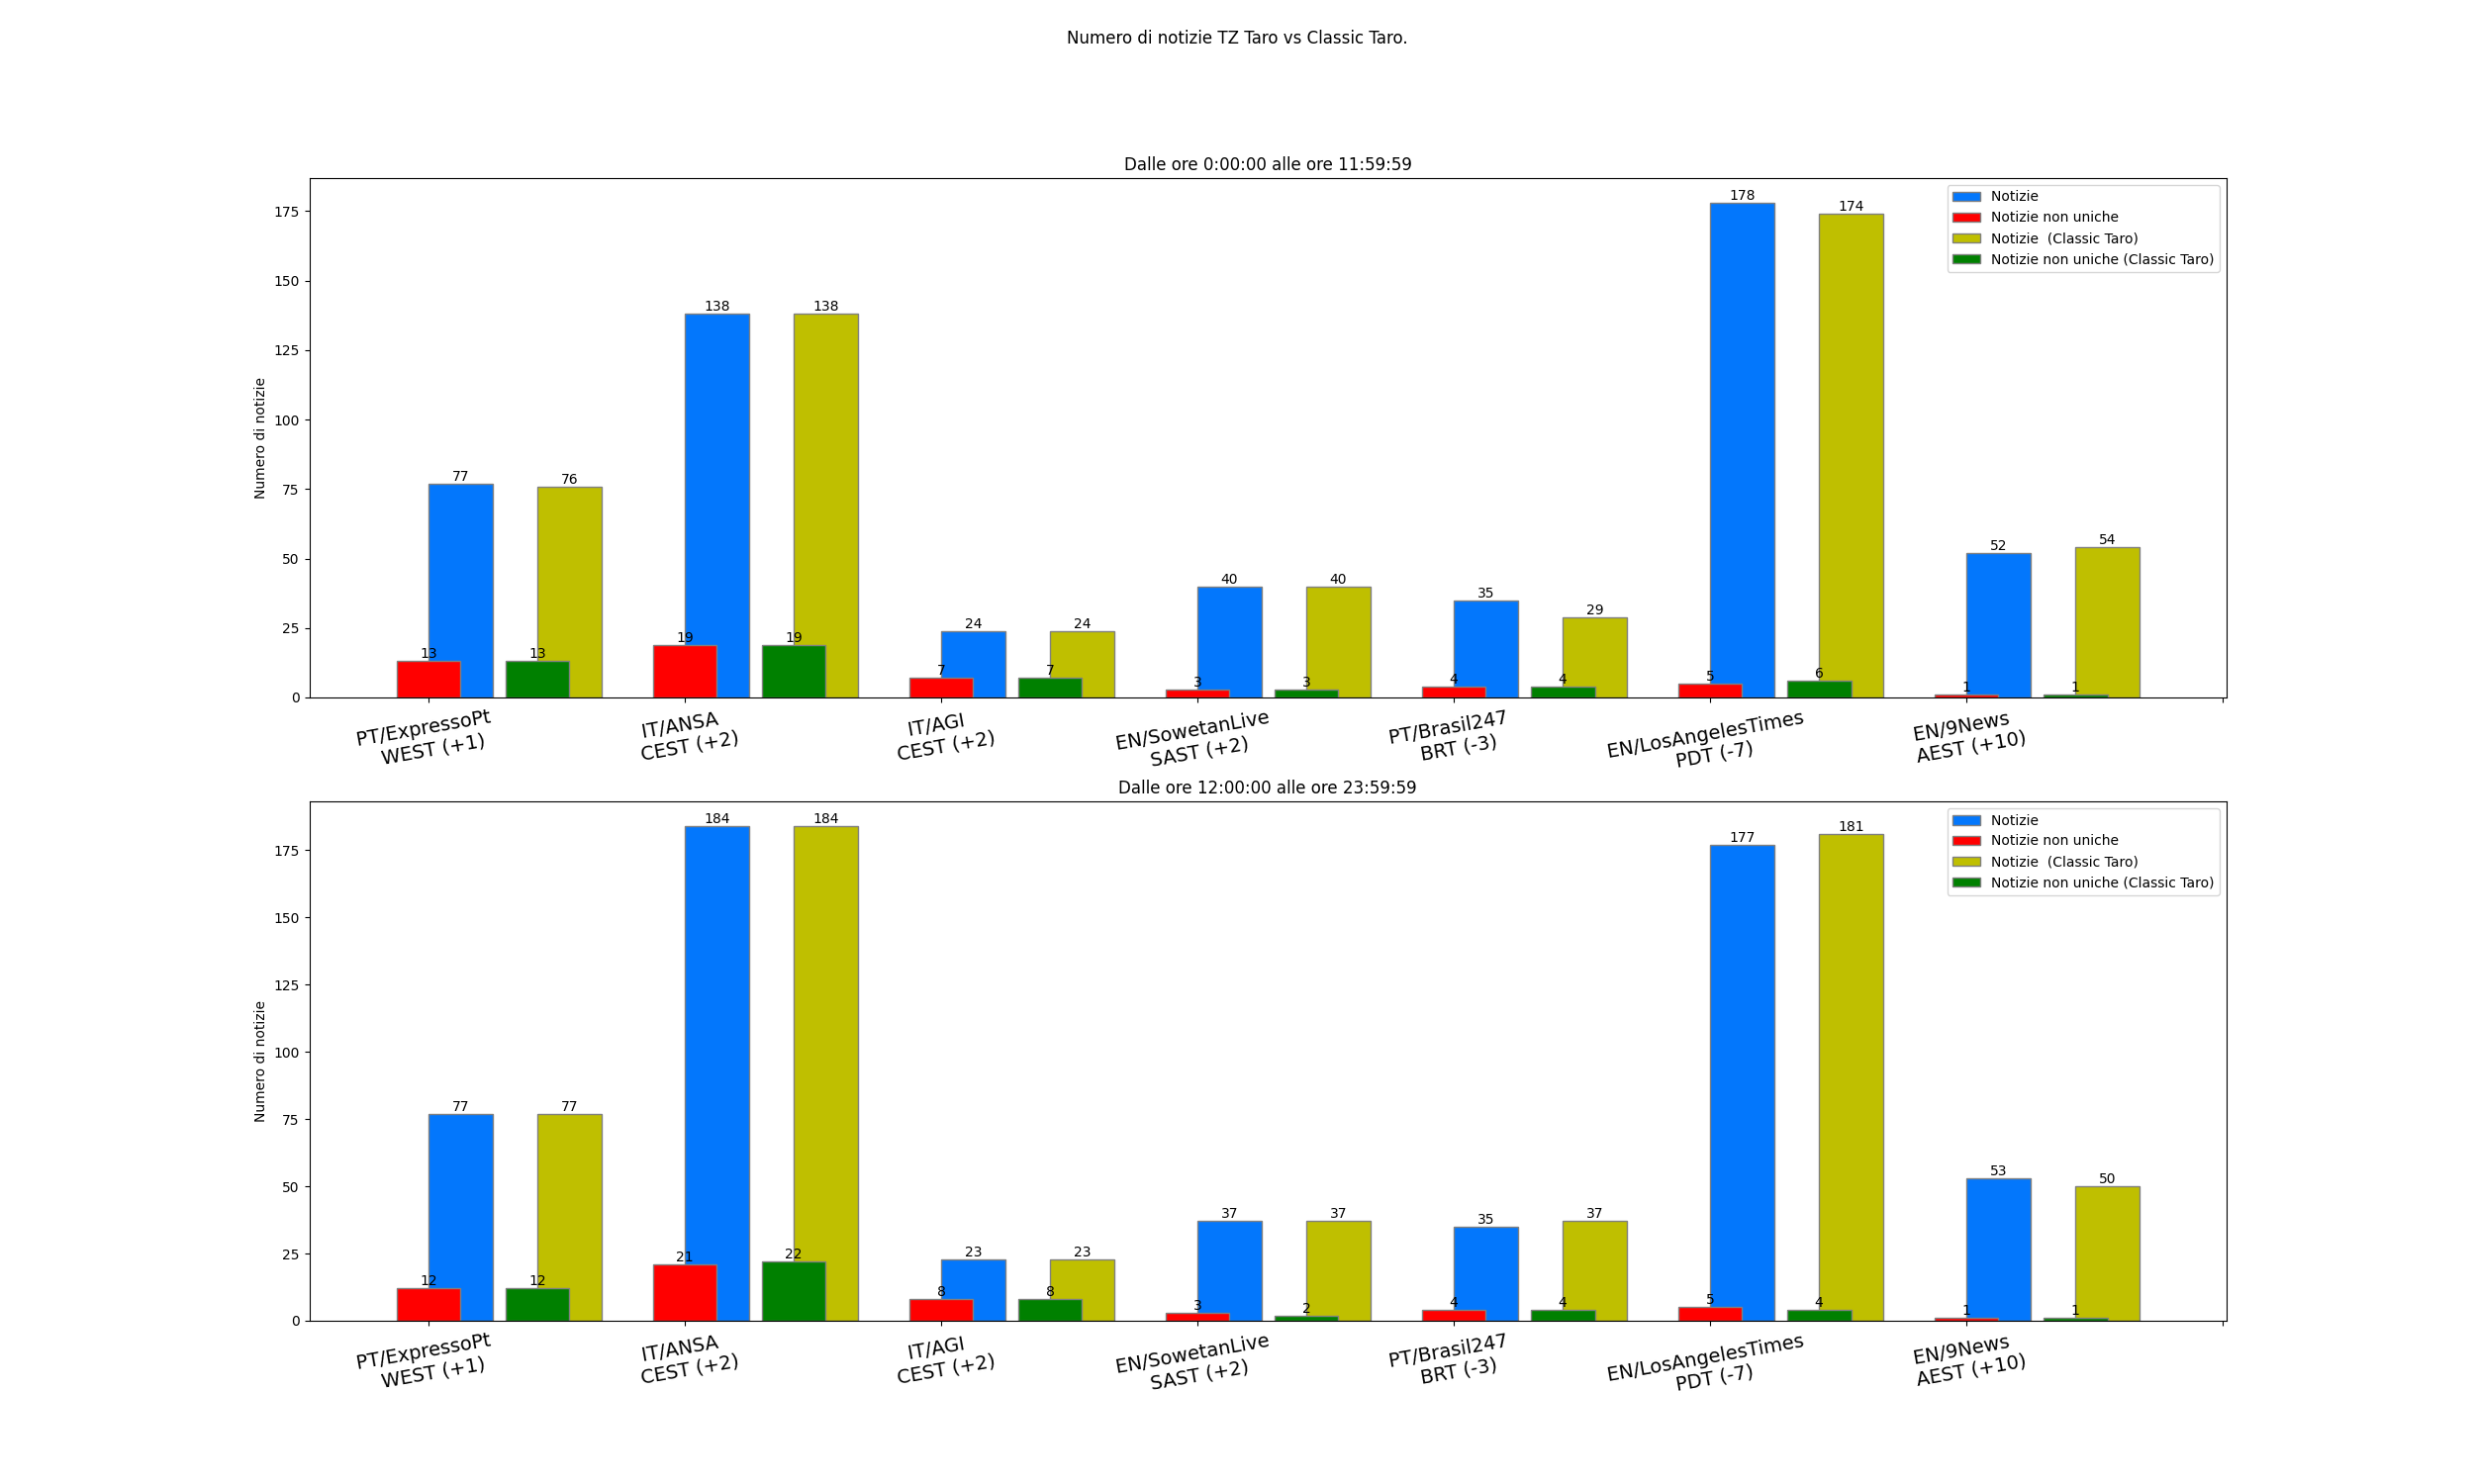 Numero di notizie TZ Taro vs Classic Taro.
Dalle ore 0:00:00 alle ore 11:59:59
Numero di notizie
175
150
125
100
75
50
25
0
Notizie
Notizie non uniche
Notizie  (Classic Taro)
Notizie non uniche (Classic Taro)
13
77
13
76
19
138
19
138
7
24
7
24
3
40
3
40
4
35
4
29
5
178
6
174
1
52
1
54
PT/ExpressoPt
WEST (+1)
IT/ANSA
CEST (+2)
IT/AGI
CEST (+2)
EN/SowetanLive
SAST (+2)
PT/Brasil247
BRT (-3)
EN/LosAngelesTimes
PDT (-7)
EN/9News
AEST (+10)
Dalle ore 12:00:00 alle ore 23:59:59
Numero di notizie
175
150
125
100
75
50
25
0
Notizie
Notizie non uniche
Notizie  (Classic Taro)
Notizie non uniche (Classic Taro)
12
77
12
77
21
184
22
184
8
23
8
23
3
37
2
37
4
35
4
37
5
177
4
181
1
53
1
50
PT/ExpressoPt
WEST (+1)
IT/ANSA
CEST (+2)
IT/AGI
CEST (+2)
EN/SowetanLive
SAST (+2)
PT/Brasil247
BRT (-3)
EN/LosAngelesTimes
PDT (-7)
EN/9News
AEST (+10)